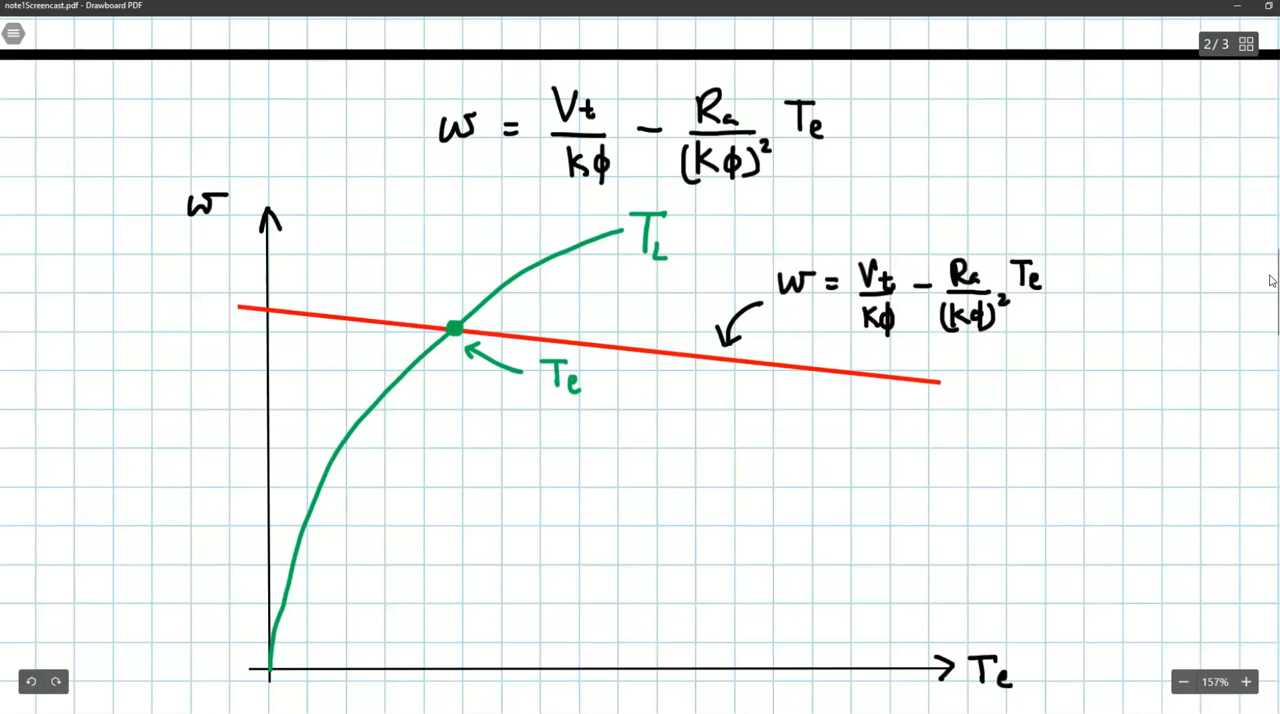 note1Screencast.pdf - Drawboard PDF
2/3
w = Vt/Kϕ - Ra/(Kϕ)² Te
w
TL
w = Vt/Kϕ - Ra/(Kϕ)² Te
Te
Te
157%